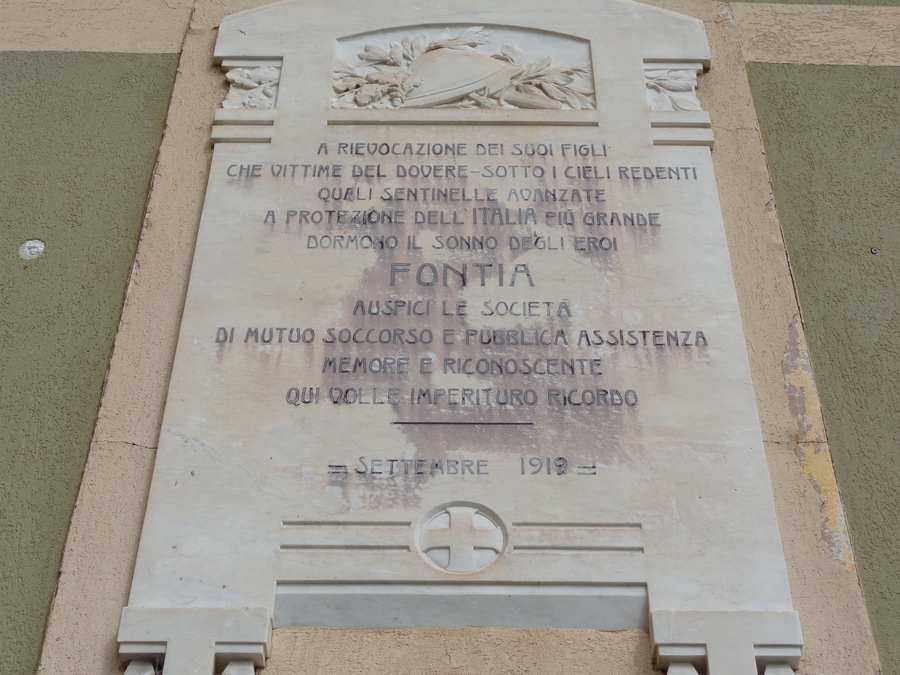 A RIEVOCAZIONE DEI SUOI FIGLI
CHE VITTIME DEL DOVERE-SOTTO I CIELI REDENTI
QUALI SENTINELLE AVANZATE
A PROTEZIONE DELL'ITALIA PIÙ GRANDE
DORMONO IL SONNO DEGLI EROI
FONTIA
AUSPICI LE SOCIETÀ
DI MUTUO SOCCORSO E PUBBLICA ASSISTENZA
MEMORE E RICONOSCENTE
QUI VOLLE IMPERITURO RICORDO
= SETTEMBRE 1919 =